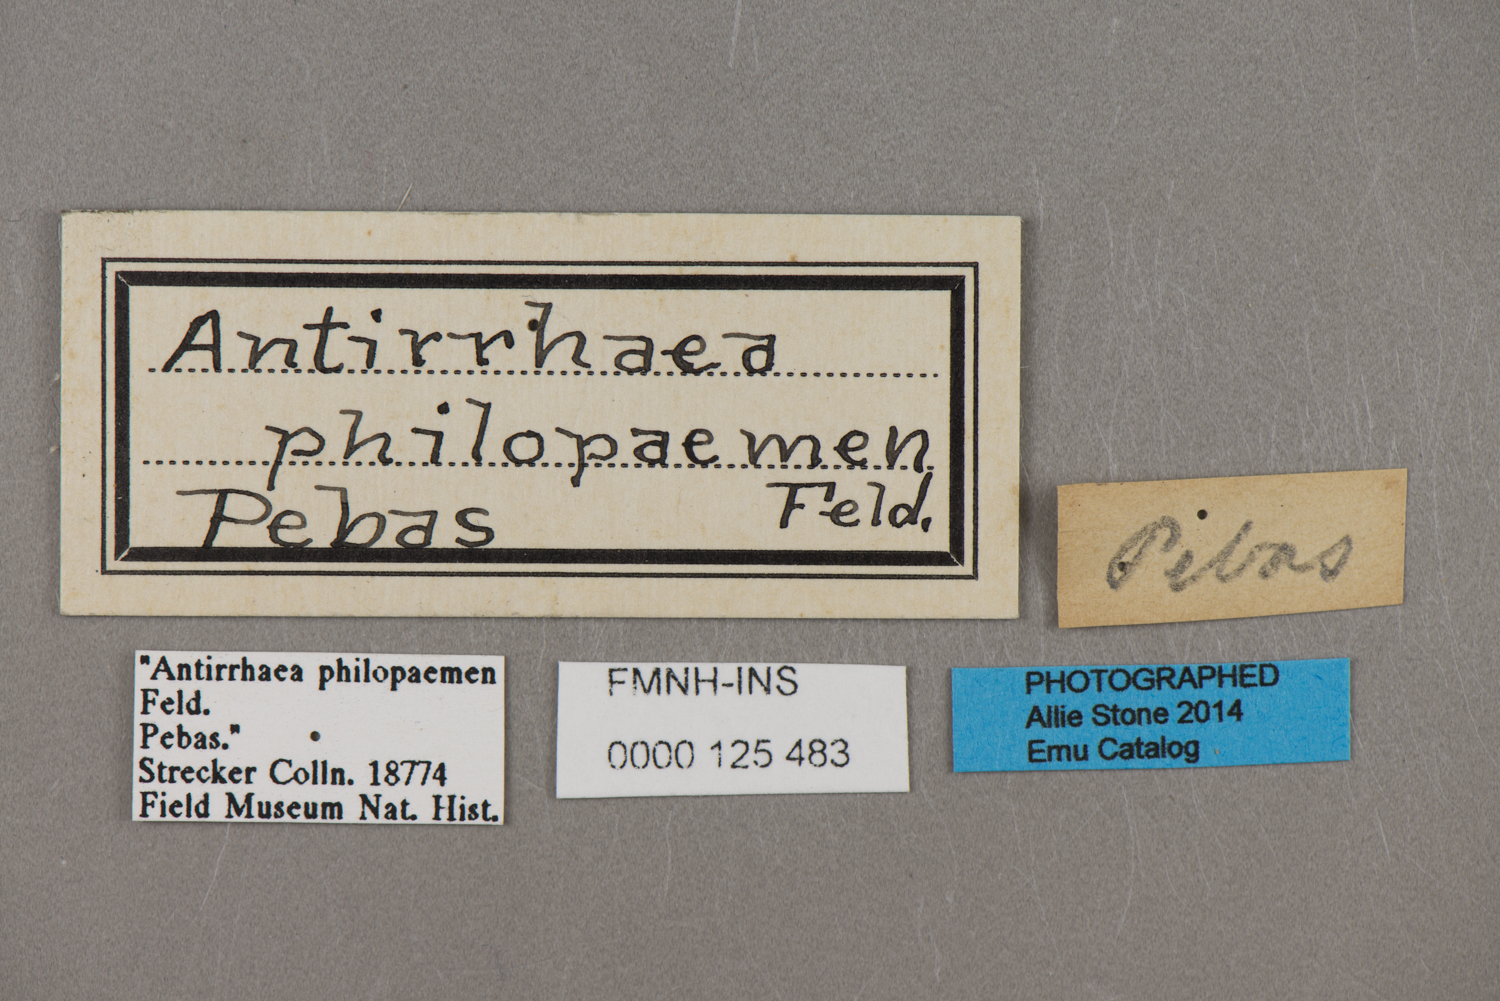 Antirrhaea
philopaemen
Pebas Feld.
Pebas
"Antirrhaea philopaemen
Feld.
Pebas."
Strecker Colln. 18774
Field Museum Nat. Hist.
FMNH-INS
0000 125 483
PHOTOGRAPHED
Allie Stone 2014
Emu Catalog